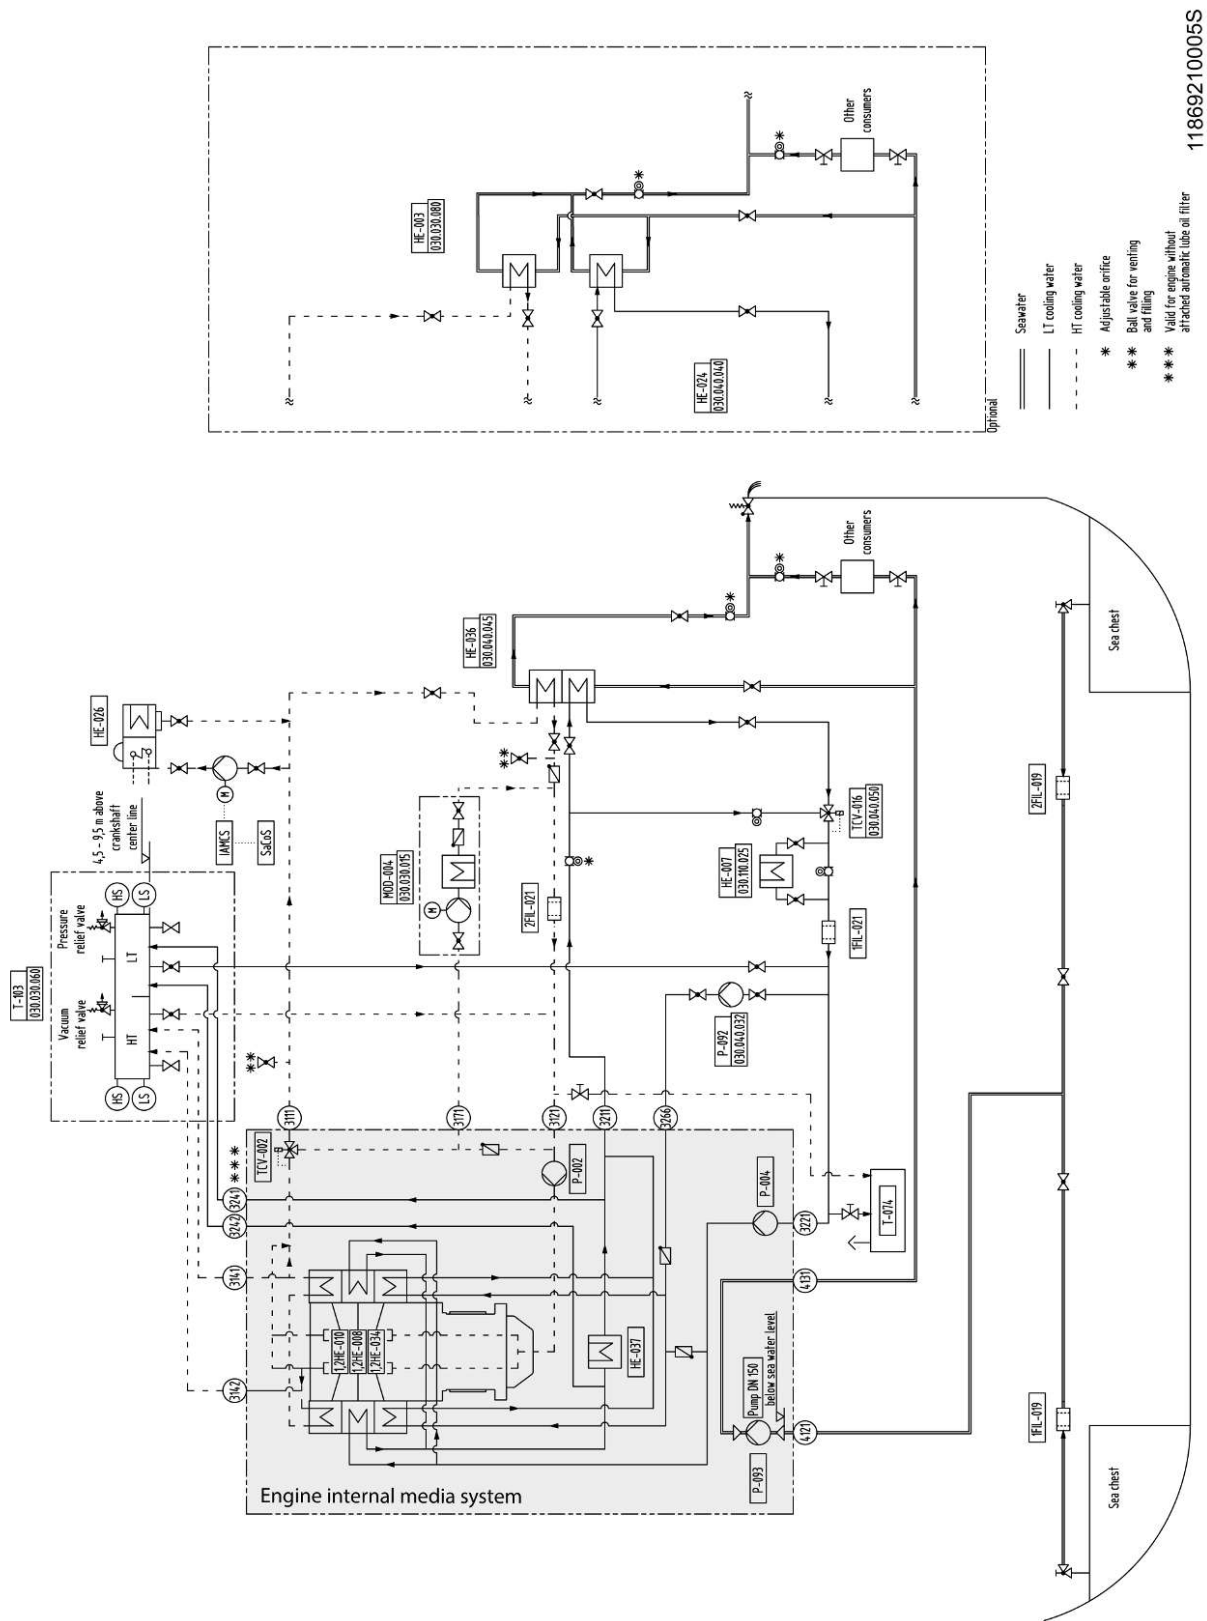 118692100055S
Optional
HE-003
030.030.080
HE-024
030.040.040
Other
consumers
Seawater
LT cooling water
HT cooling water
* Adjustable orifice
** Ball valve for venting
and filling
*** Valid for engine without
attached automatic lube oil filter
T-103
030.030.060
Vacuum
relief valve
Pressure
relief valve
HS
LS
HT
LT
HS
LS
4,5 – 9,5 m above
crankshaft
center line
HE-026
M
IAMCS
SaCoS
MOD-004
030.030.015
M
2FIL-021
HE-036
030.040.045
**
*
*
*
Other
consumers
TCV-016
030.040.050
HE-007
030.110.025
1FIL-021
P-092
030.040.032
**
***
3142
3141
3242
3241
3111
3171
3121
3211
3266
3221
4131
4121
TCV-002
P-002
P-004
T-074
1,2HE-010
1,2HE-008
1,2HE-034
HE-037
Pump DN 150
below sea water level
P-093
Engine internal media system
1FIL-019
2FIL-019
Sea chest
Sea chest